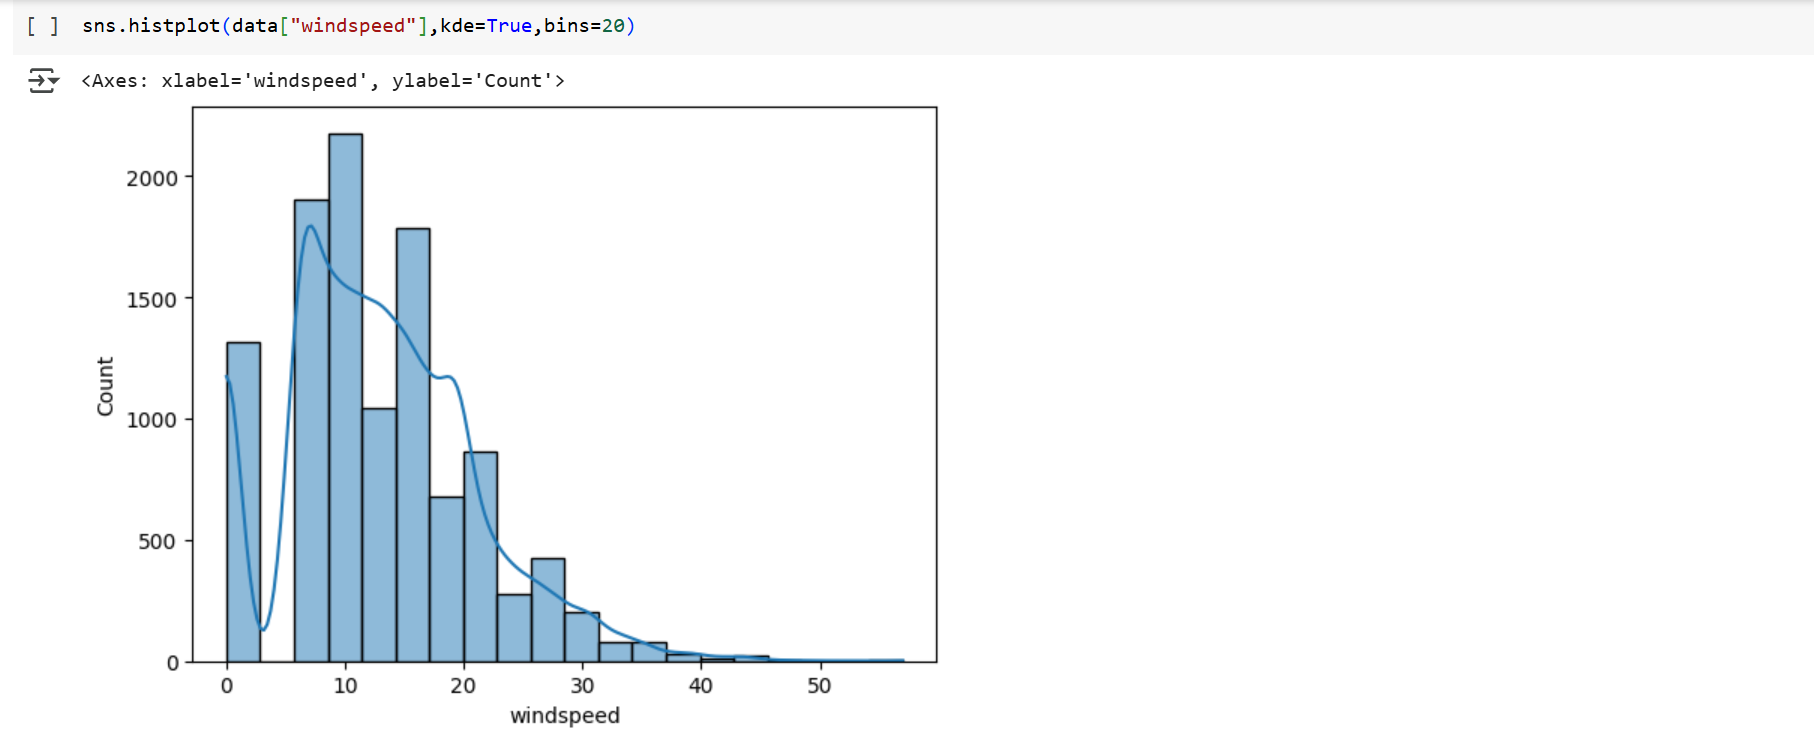 [ ] sns.histplot(data["windspeed"],kde=True,bins=20)
<Axes: xlabel='windspeed', ylabel='Count'>
2000
1500
1000
500
0
Count
0 10 20 30 40 50
windspeed